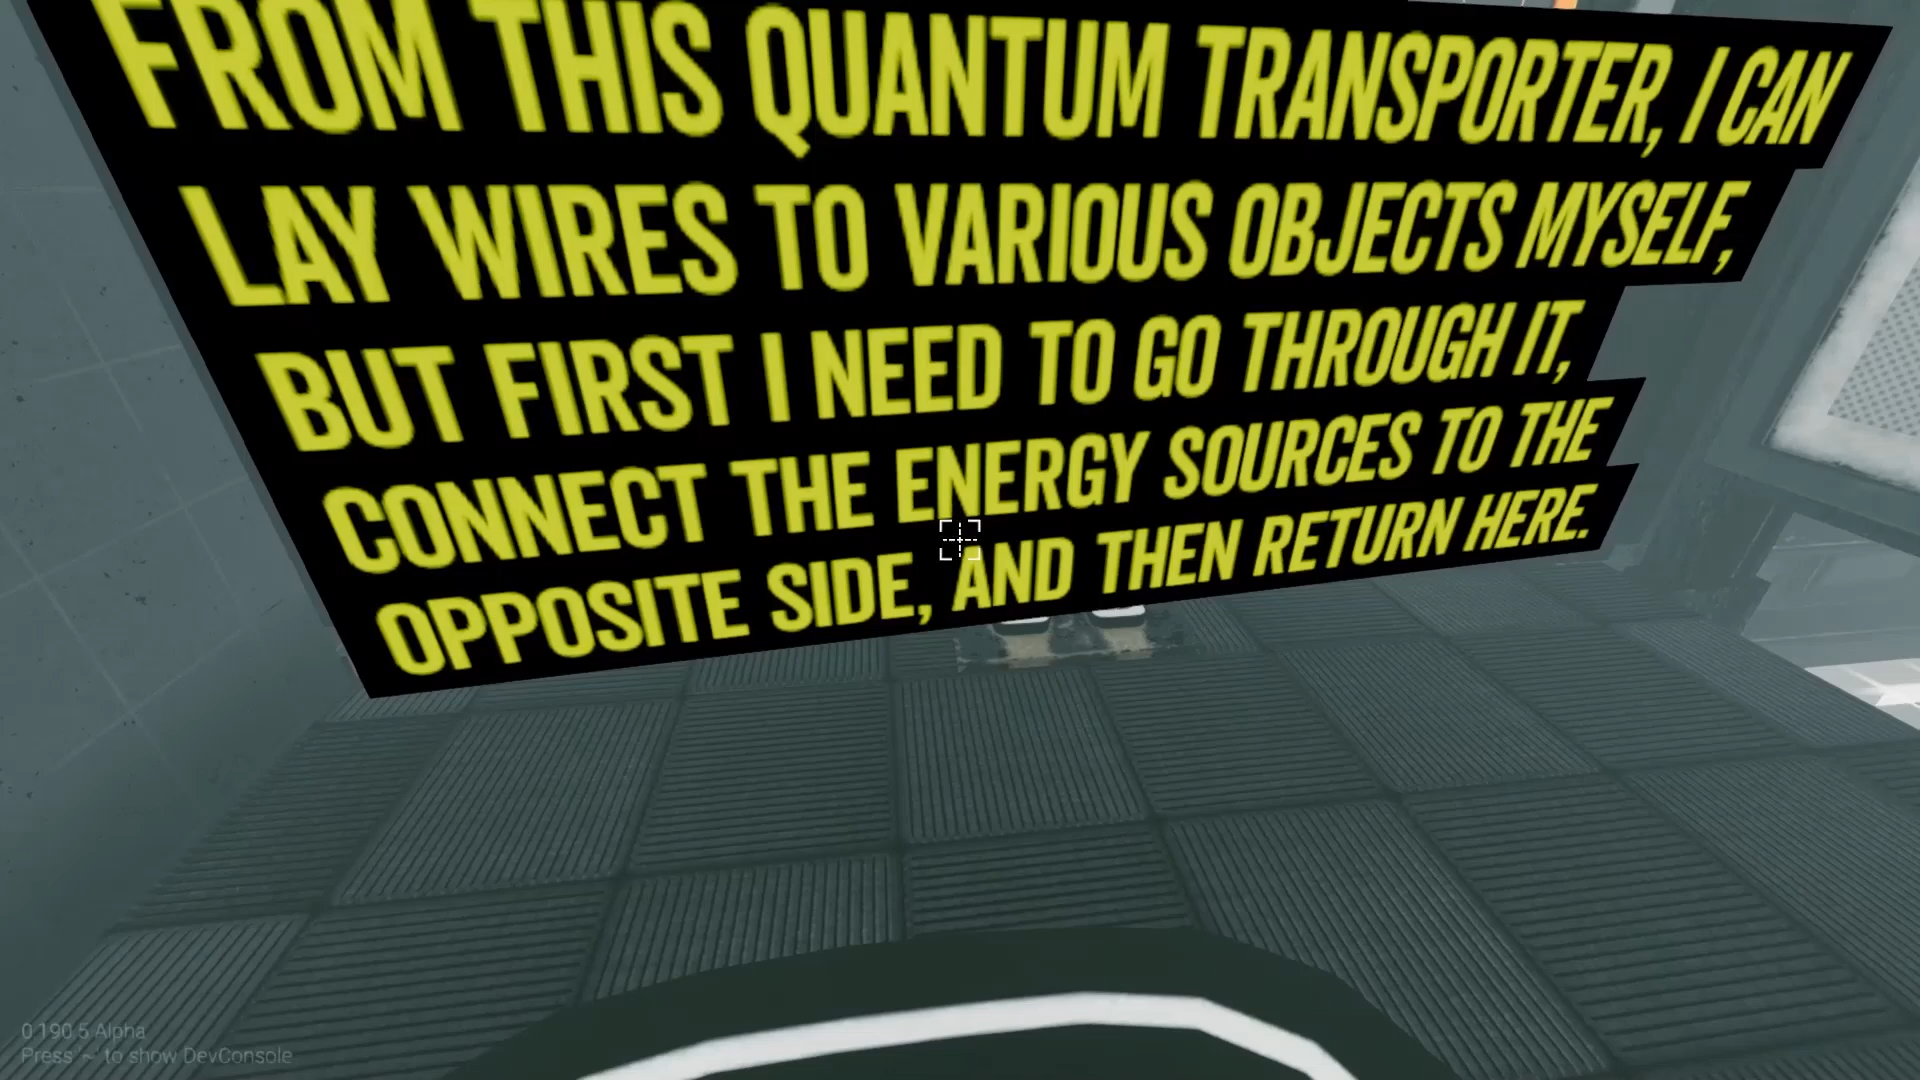 FROM THIS QUANTUM TRANSPORTER, I CAN
LAY WIRES TO VARIOUS OBJECTS MYSELF,
BUT FIRST I NEED TO GO THROUGH IT,
CONNECT THE ENERGY SOURCES TO THE
OPPOSITE SIDE, AND THEN RETURN HERE.
0.190.5 Alpha
Press '~' to show DevConsole